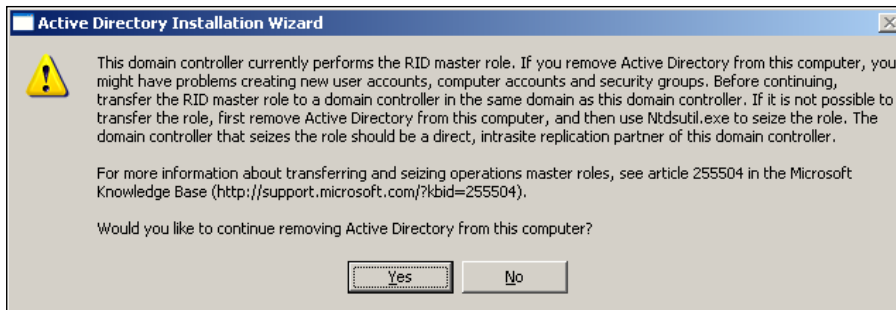 Active Directory Installation Wizard
This domain controller currently performs the RID master role. If you remove Active Directory from this computer, you
might have problems creating new user accounts, computer accounts and security groups. Before continuing,
transfer the RID master role to a domain controller in the same domain as this domain controller. If it is not possible to
transfer the role, first remove Active Directory from this computer, and then use Ntdsutil.exe to seize the role. The
domain controller that seizes the role should be a direct, intrasite replication partner of this domain controller.
For more information about transferring and seizing operations master roles, see article 255504 in the Microsoft
Knowledge Base (http://support.microsoft.com/?kbid=255504).
Would you like to continue removing Active Directory from this computer?
Yes
No